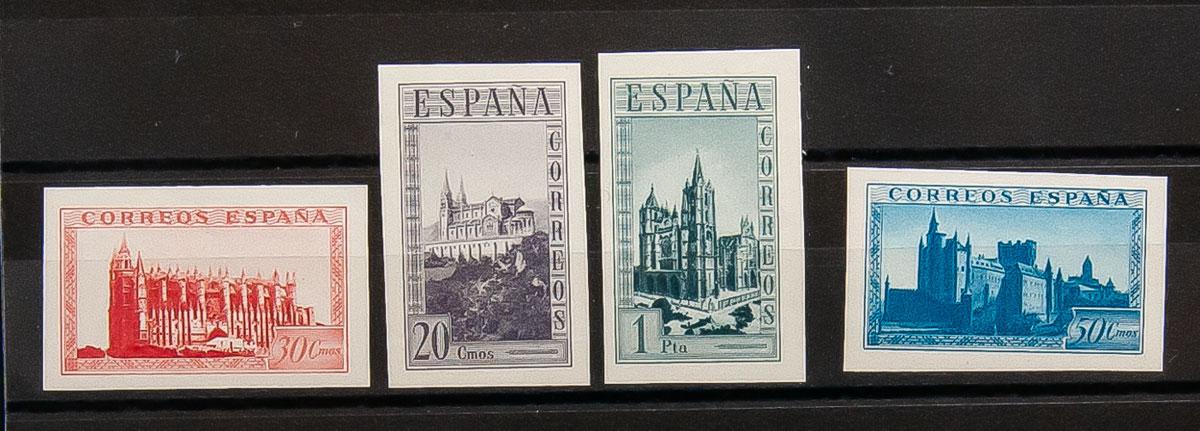 CORREOS ESPAÑA
30 Cmos
ESPAÑA
CORREOS
20 Cmos
ESPAÑA
CORREOS
1 Pta
CORREOS ESPAÑA
50 Cmos